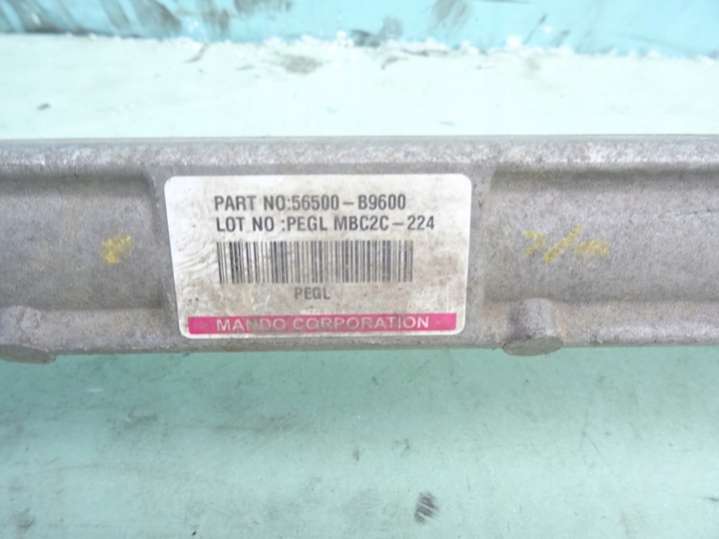 PART NO:56500-B9600
LOT NO :PEGL MBC2C-224
PEGL
MANDO CORPORATION